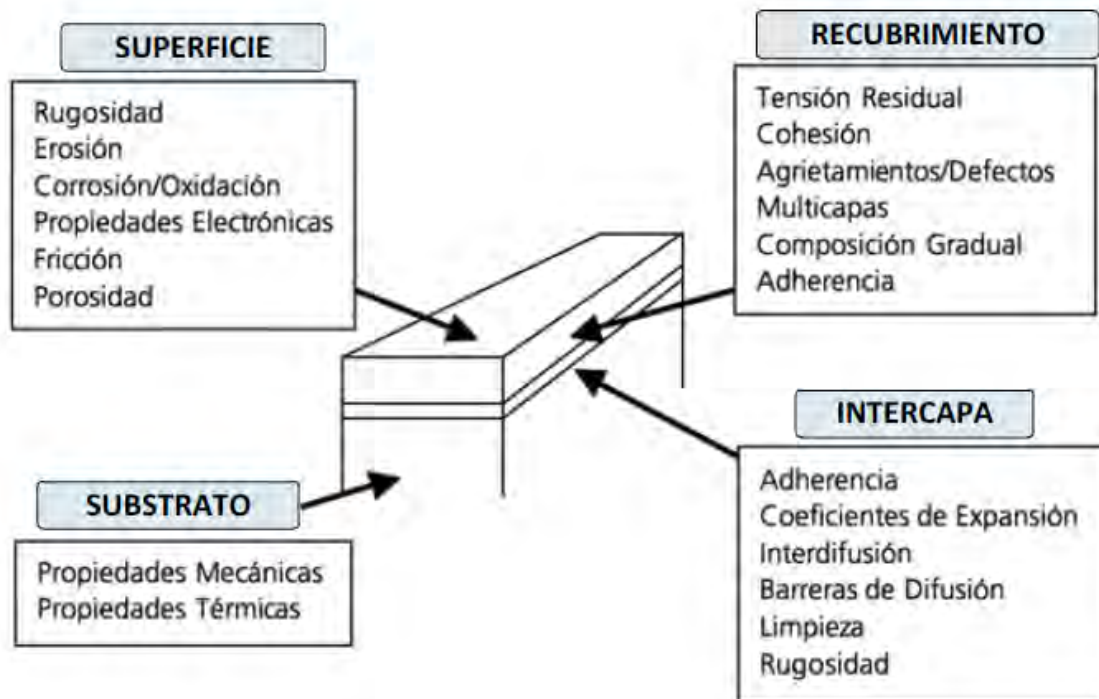 SUPERFICIE
Rugosidad
Erosión
Corrosión/Oxidación
Propiedades Electrónicas
Fricción
Porosidad
RECUBRIMIENTO
Tensión Residual
Cohesión
Agrietamientos/Defectos
Multicapas
Composición Gradual
Adherencia
SUBSTRATO
Propiedades Mecánicas
Propiedades Térmicas
INTERCAPA
Adherencia
Coeficientes de Expansión
Interdifusión
Barreras de Difusión
Limpieza
Rugosidad